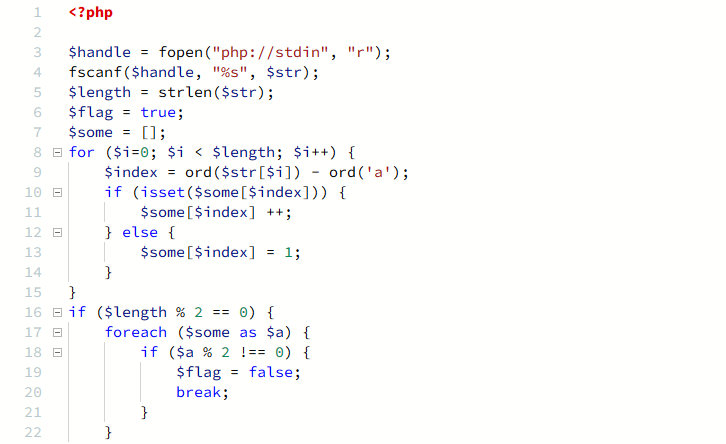 1 <?php
2
3 $handle = fopen("php://stdin", "r");
4 fscanf($handle, "%s", $str);
5 $length = strlen($str);
6 $flag = true;
7 $some = [];
8 for ($i=0; $i < $length; $i++) {
9 $index = ord($str[$i]) - ord('a');
10 if (isset($some[$index])) {
11 $some[$index] ++;
12 } else {
13 $some[$index] = 1;
14 }
15 }
16 if ($length % 2 == 0) {
17 foreach ($some as $a) {
18 if ($a % 2 !== 0) {
19 $flag = false;
20 break;
21 }
22 }